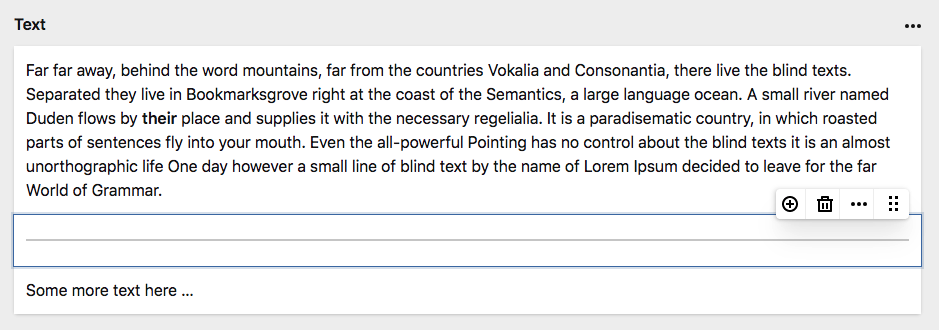 Text
Far far away, behind the word mountains, far from the countries Vokalia and Consonantia, there live the blind texts.
Separated they live in Bookmarksgrove right at the coast of the Semantics, a large language ocean. A small river named
Duden flows by their place and supplies it with the necessary regelialia. It is a paradisematic country, in which roasted
parts of sentences fly into your mouth. Even the all-powerful Pointing has no control about the blind texts it is an almost
unorthographic life One day however a small line of blind text by the name of Lorem Ipsum decided to leave for the far
World of Grammar.
Some more text here ...